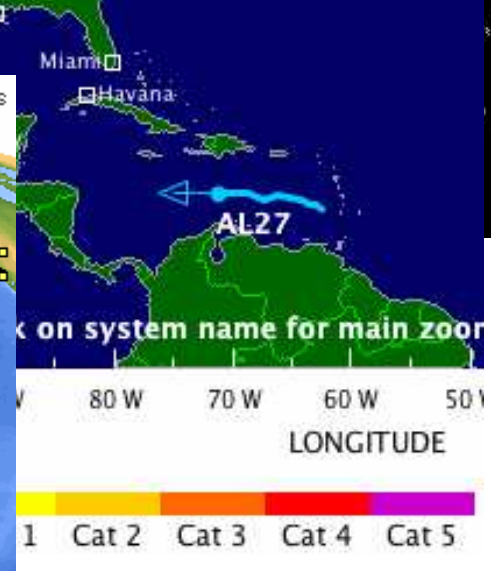 Miami
Havana
s
AL27
k on system name for main zoor
W 80 W 70 W 60 W 50 W
LONGITUDE
1 Cat 2 Cat 3 Cat 4 Cat 5